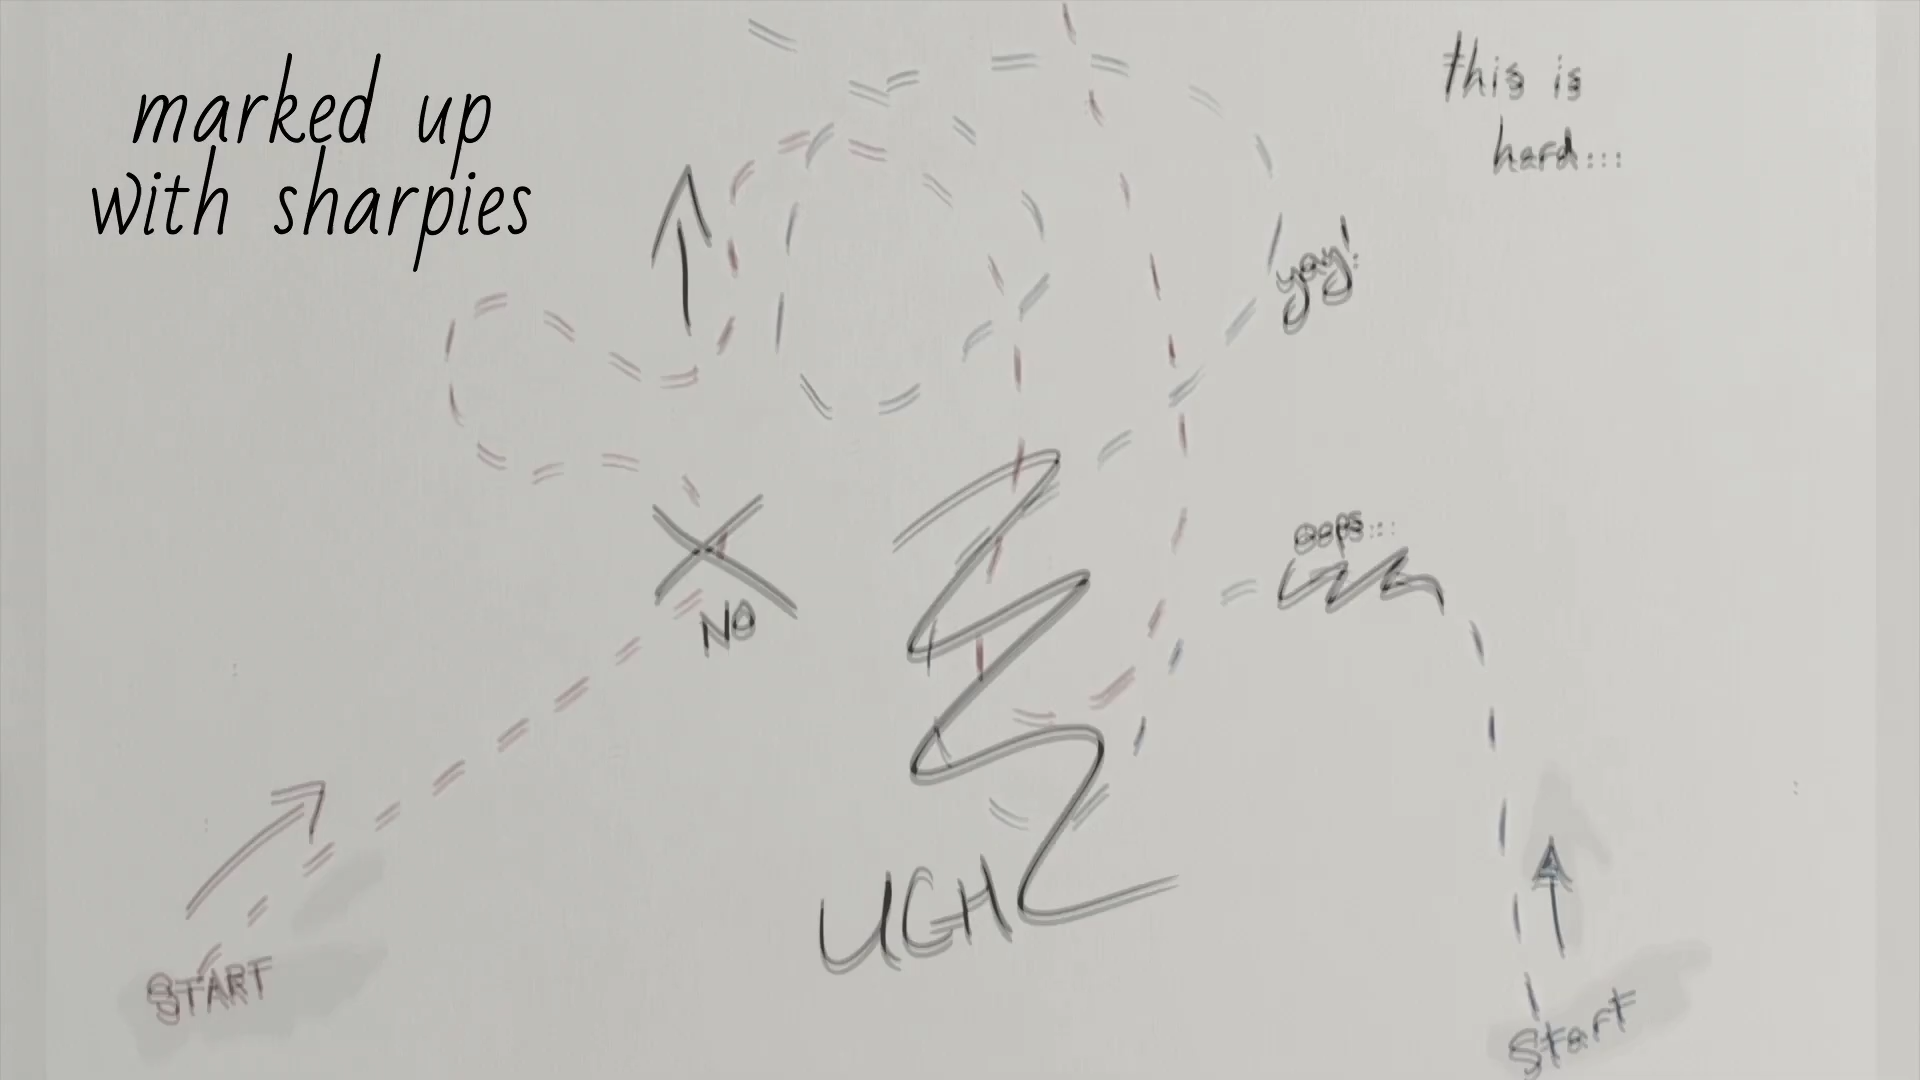 marked up
with sharpies
this is
hard...
yay!
oops...
NO
UGH
START
Start